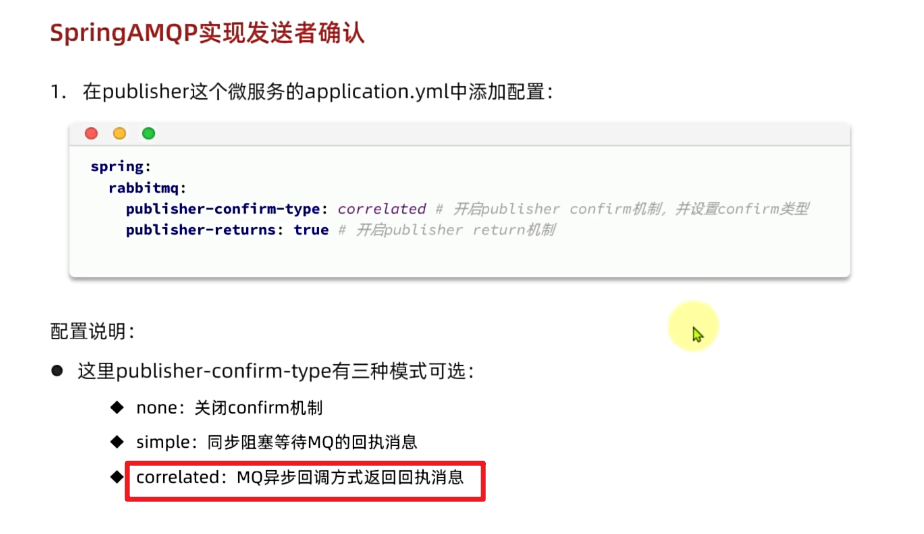 SpringAMQP实现发送者确认
1. 在publisher这个微服务的application.yml中添加配置：
spring:
rabbitmq:
publisher-confirm-type: correlated # 开启publisher confirm机制，并设置confirm类型
publisher-returns: true # 开启publisher return机制
配置说明：
● 这里publisher-confirm-type有三种模式可选：
◆ none：关闭confirm机制
◆ simple：同步阻塞等待MQ的回执消息
◆ correlated：MQ异步回调方式返回回执消息